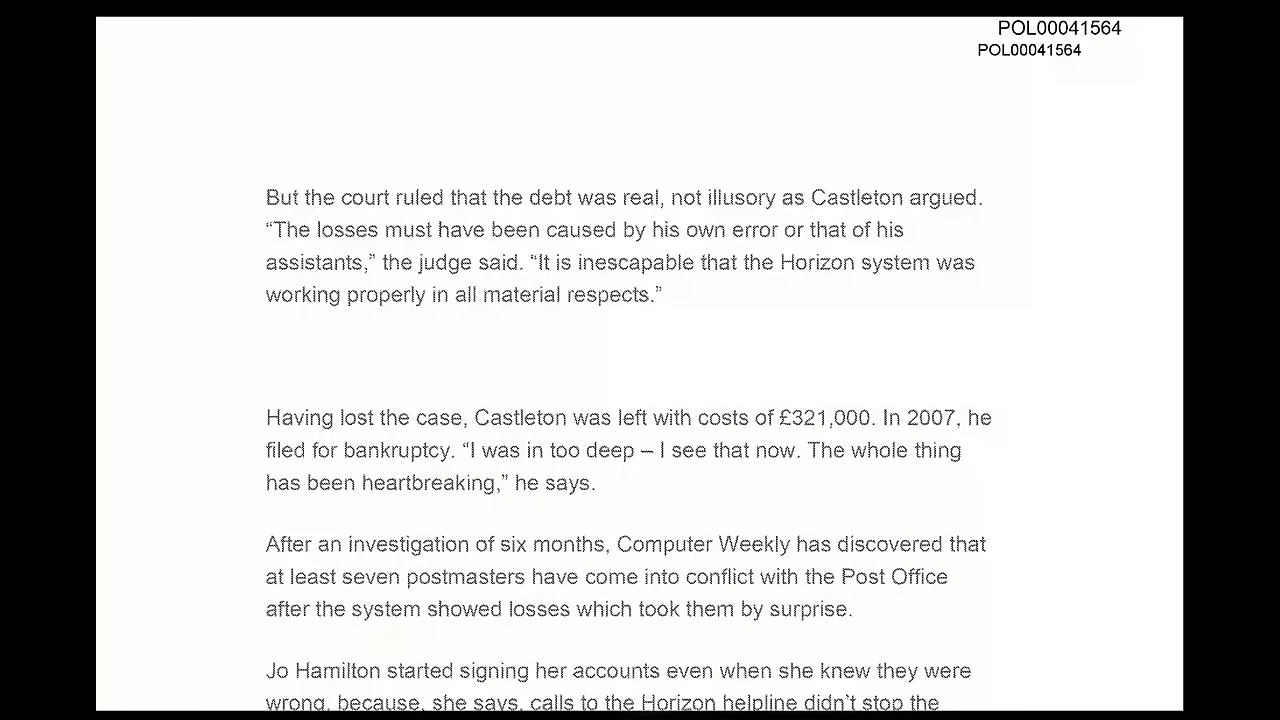 POL00041564
POL00041564
But the court ruled that the debt was real, not illusory as Castleton argued.
“The losses must have been caused by his own error or that of his
assistants,” the judge said. “It is inescapable that the Horizon system was
working properly in all material respects.”
Having lost the case, Castleton was left with costs of £321,000. In 2007, he
filed for bankruptcy. “I was in too deep – I see that now. The whole thing
has been heartbreaking,” he says.
After an investigation of six months, Computer Weekly has discovered that
at least seven postmasters have come into conflict with the Post Office
after the system showed losses which took them by surprise.
Jo Hamilton started signing her accounts even when she knew they were
wrong, because, she says, calls to the Horizon helpline didn’t stop the